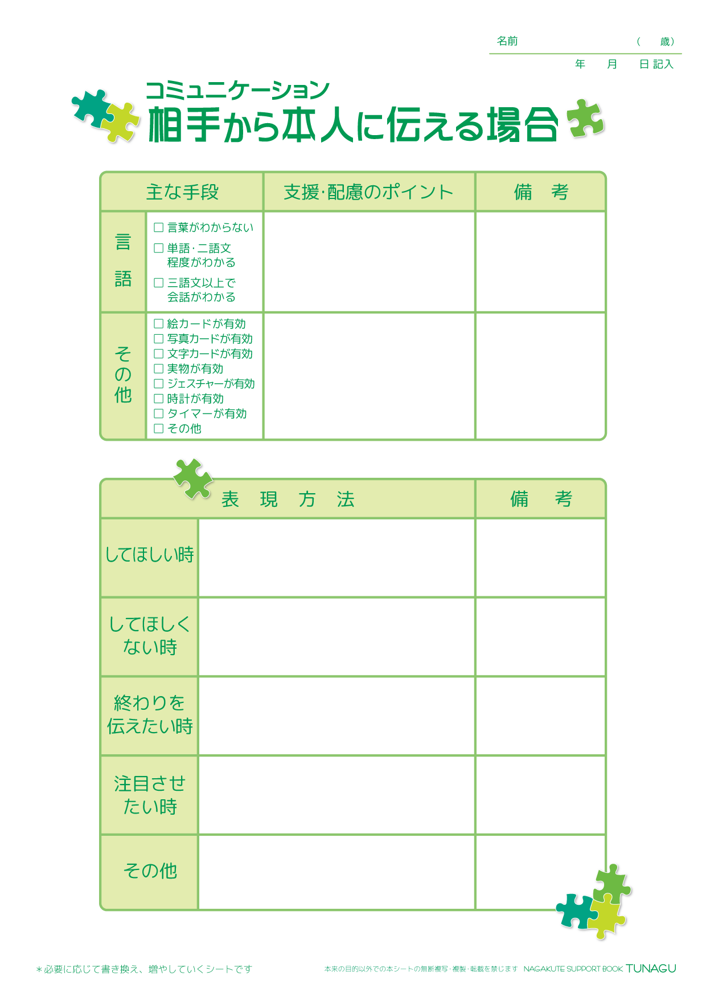 名前 （ 歳）
年 月 日 記入
コミュニケーション
相手から本人に伝える場合
主な手段 支援・配慮のポイント 備 考
言語
□ 言葉がわからない
□ 単語・二語文
程度がわかる
□ 三語文以上で
会話がわかる
その他
□ 絵カードが有効
□ 写真カードが有効
□ 文字カードが有効
□ 実物が有効
□ ジェスチャーが有効
□ 時計が有効
□ タイマーが有効
□ その他
表 現 方 法 備 考
してほしい時
してほしく
ない時
終わりを
伝えたい時
注目させ
たい時
その他
＊必要に応じて書き換え、増やしていくシートです
本来の目的以外での本シートの無断複写・複製・転載を禁じます NAGAKUTE SUPPORT BOOK TUNAGU